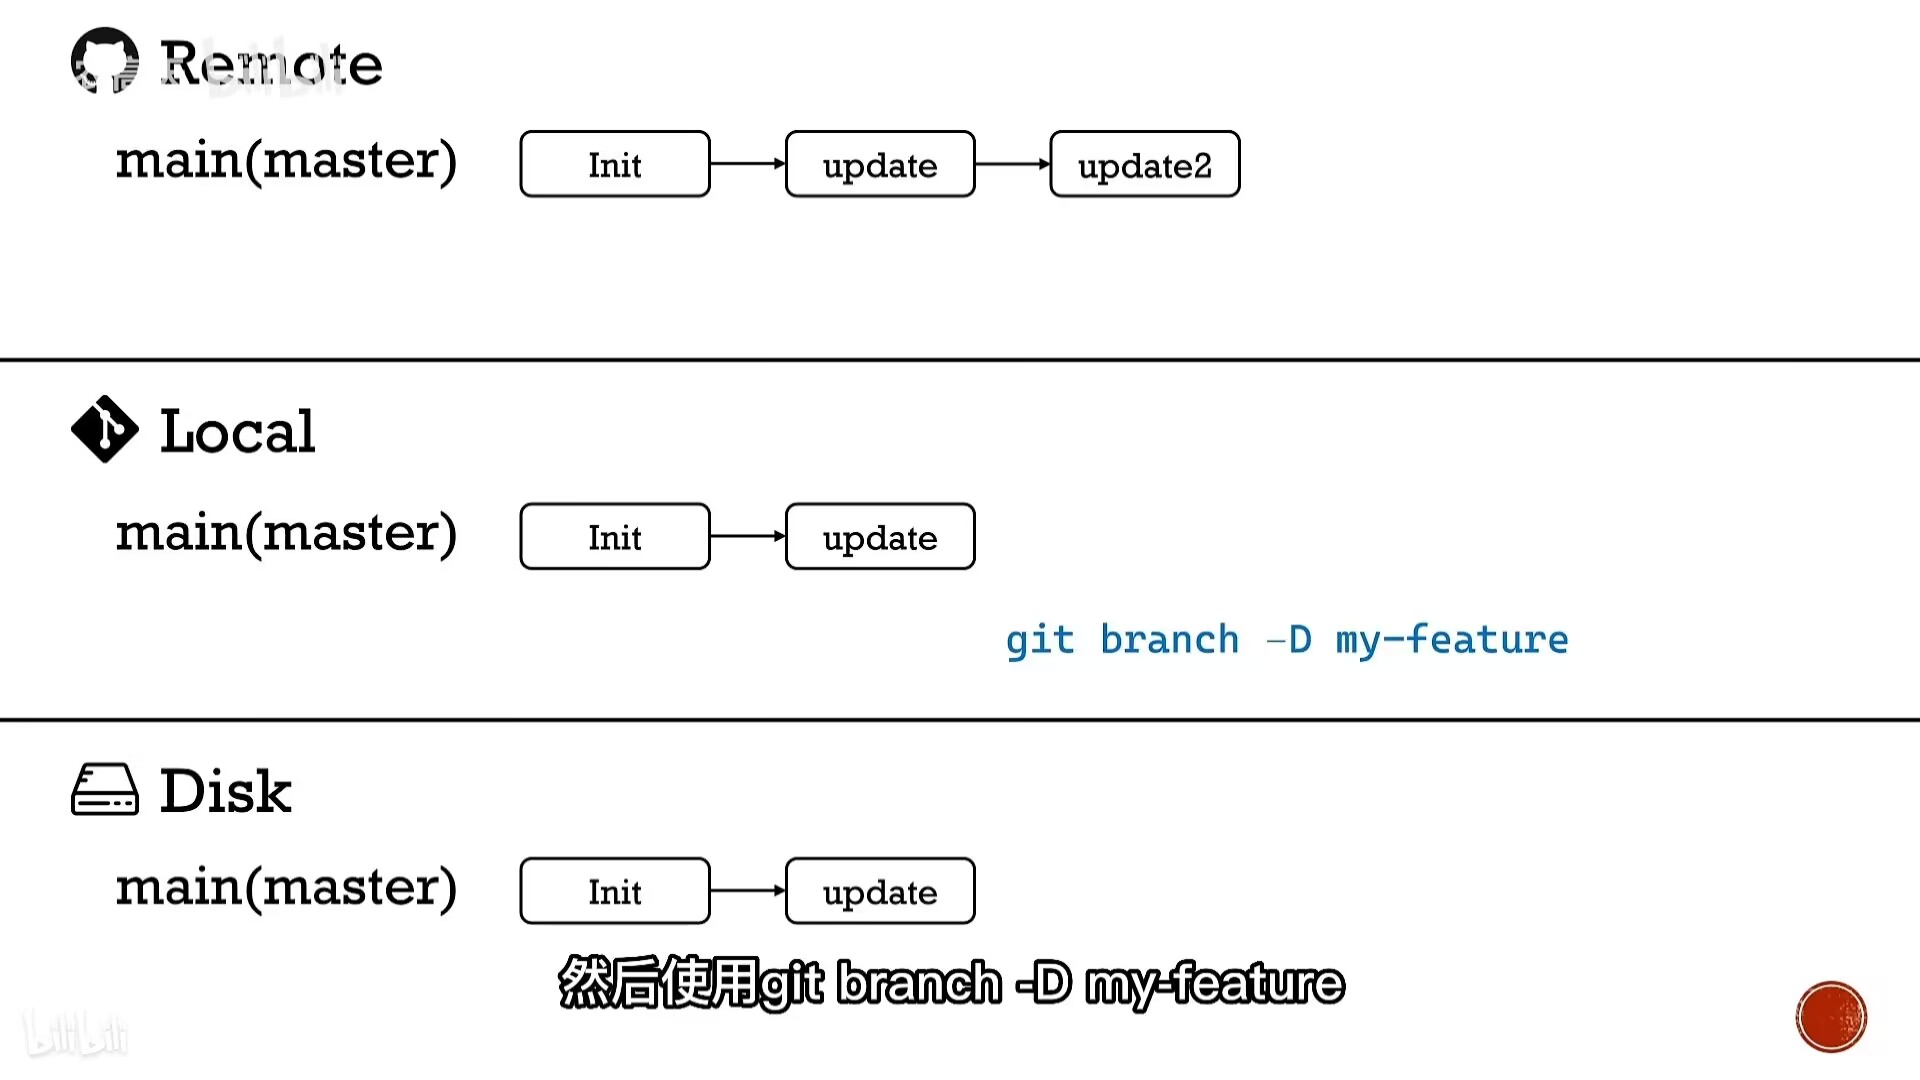 Remote
bilibili
main(master)
Init
update
update2
Local
main(master)
Init
update
git branch -D my-feature
Disk
main(master)
Init
update
然后使用git branch -D my-feature
bilibili